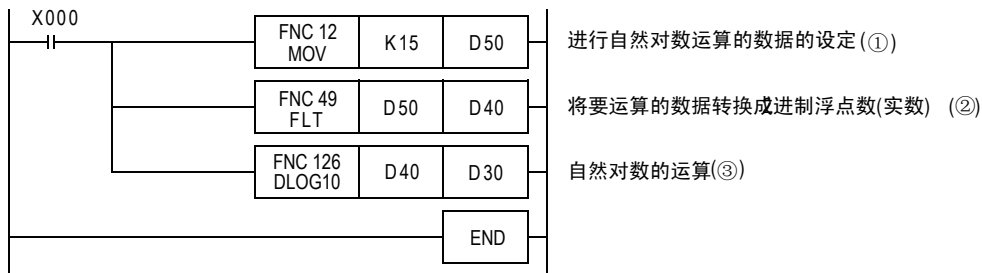 X000
FNC 12
MOV
K15
D50
进行自然对数运算的数据的设定(①)
FNC 49
FLT
D50
D40
将要运算的数据转换成2进制浮点数(实数) (②)
FNC 126
DLOG10
D40
D30
自然对数的运算(③)
END